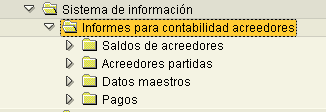 Sistema de información
Informes para contabilidad acreedores
Saldos de acreedores
Acreedores partidas
Datos maestros
Pagos